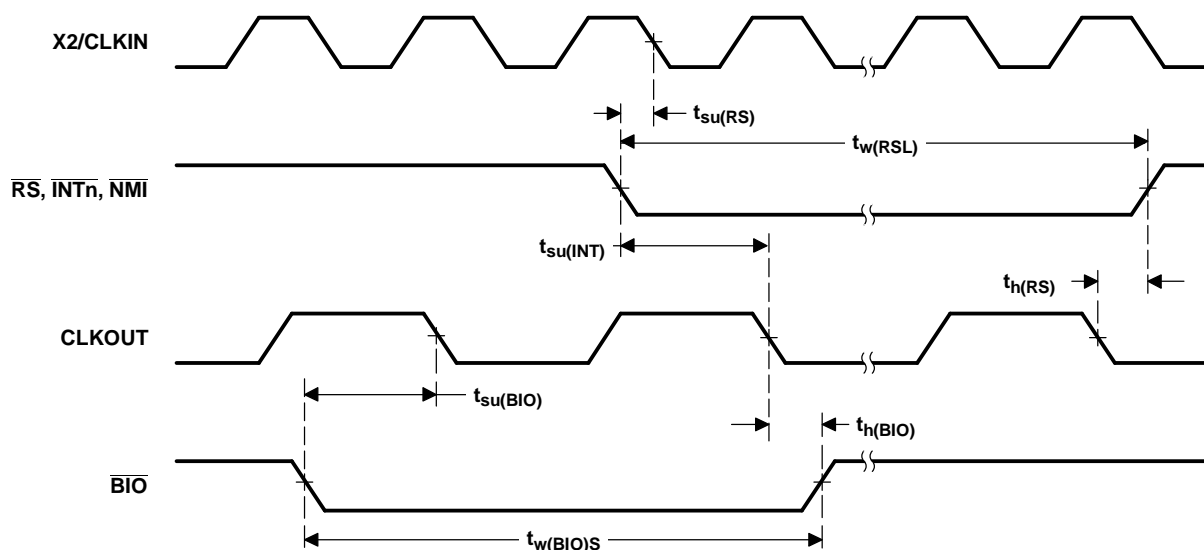 X2/CLKIN
tsu(RS)
tw(RSL)
RS, INTn, NMI
tsu(INT)
th(RS)
CLKOUT
tsu(BIO)
th(BIO)
BIO
tw(BIO)S